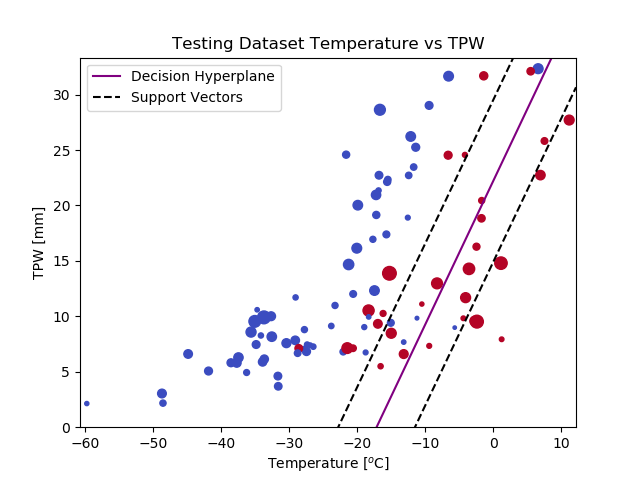 Testing Dataset Temperature vs TPW
Decision Hyperplane
Support Vectors
TPW [mm]
30
25
20
15
10
5
0
−60 −50 −40 −30 −20 −10 0 10
Temperature [°C]